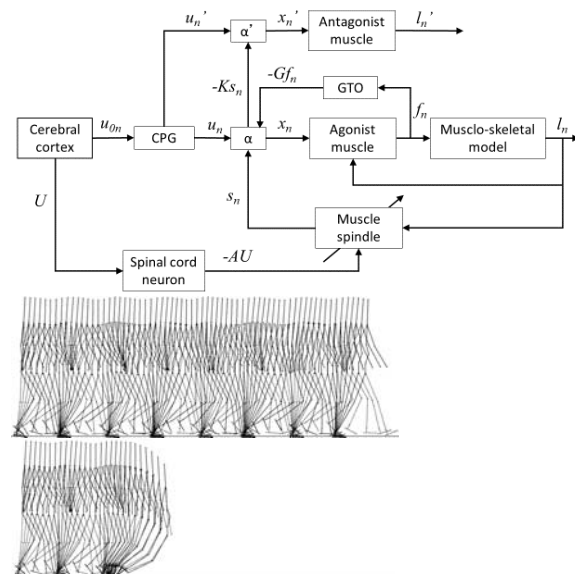 uₙ'
α'
xₙ'
Antagonist muscle
lₙ'
-Ksₙ
-Gfₙ
GTO
Cerebral cortex
u₀ₙ
CPG
uₙ
α
xₙ
Agonist muscle
fₙ
Musclo-skeletal model
lₙ
U
sₙ
Muscle spindle
Spinal cord neuron
-AU